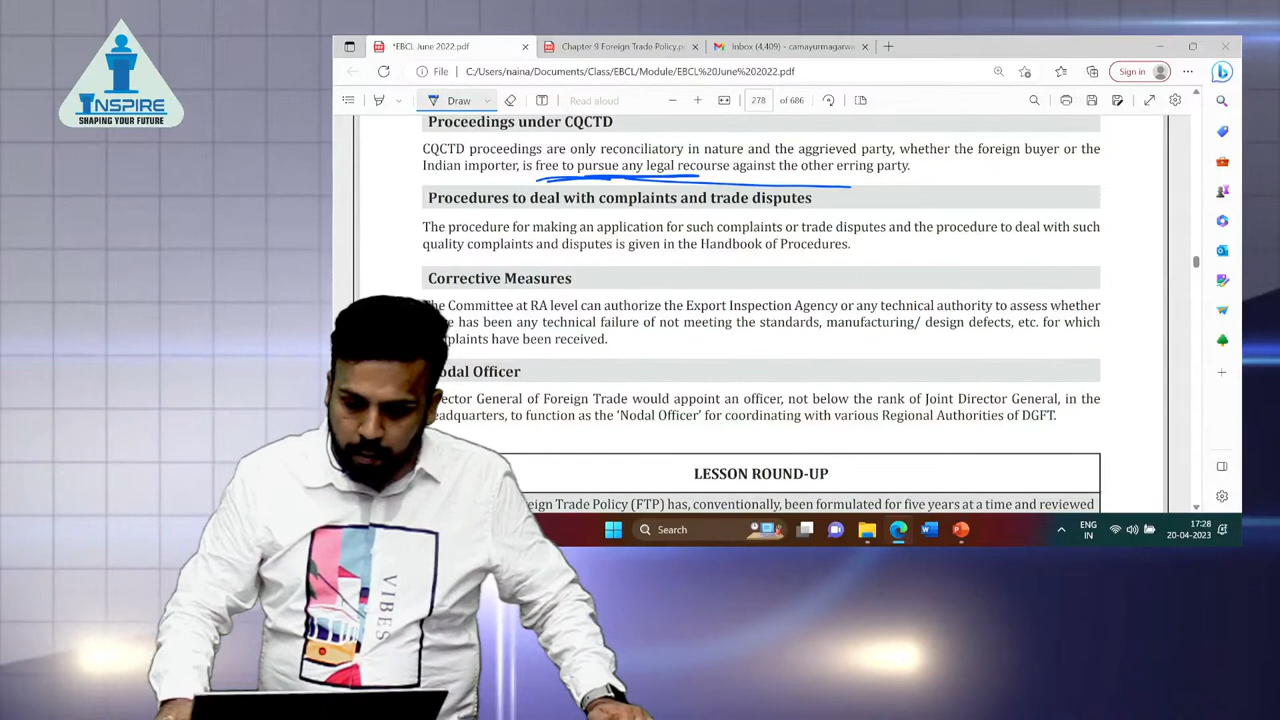 INSPIRE
SHAPING YOUR FUTURE
*EBCL June 2022.pdf
Chapter 9 Foreign Trade Policy.p
Inbox (4,409) - camayurmagarwa
File
C:/Users/naina/Documents/Class/EBCL/Module/EBCL%20June%202022.pdf
Sign in
Draw
Read aloud
278 of 686
Proceedings under CQCTD
CQCTD proceedings are only reconciliatory in nature and the aggrieved party, whether the foreign buyer or the
Indian importer, is free to pursue any legal recourse against the other erring party.
Procedures to deal with complaints and trade disputes
The procedure for making an application for such complaints or trade disputes and the procedure to deal with such
quality complaints and disputes is given in the Handbook of Procedures.
Corrective Measures
Committee at RA level can authorize the Export Inspection Agency or any technical authority to assess whether
has been any technical failure of not meeting the standards, manufacturing/ design defects, etc. for which
have been received.
Officer
General of Foreign Trade would appoint an officer, not below the rank of Joint Director General, in the
to function as the ‘Nodal Officer’ for coordinating with various Regional Authorities of DGFT.
LESSON ROUND-UP
Trade Policy (FTP) has, conventionally, been formulated for five years at a time and reviewed
Search
ENG
IN
17:28
20-04-2023
VIBES